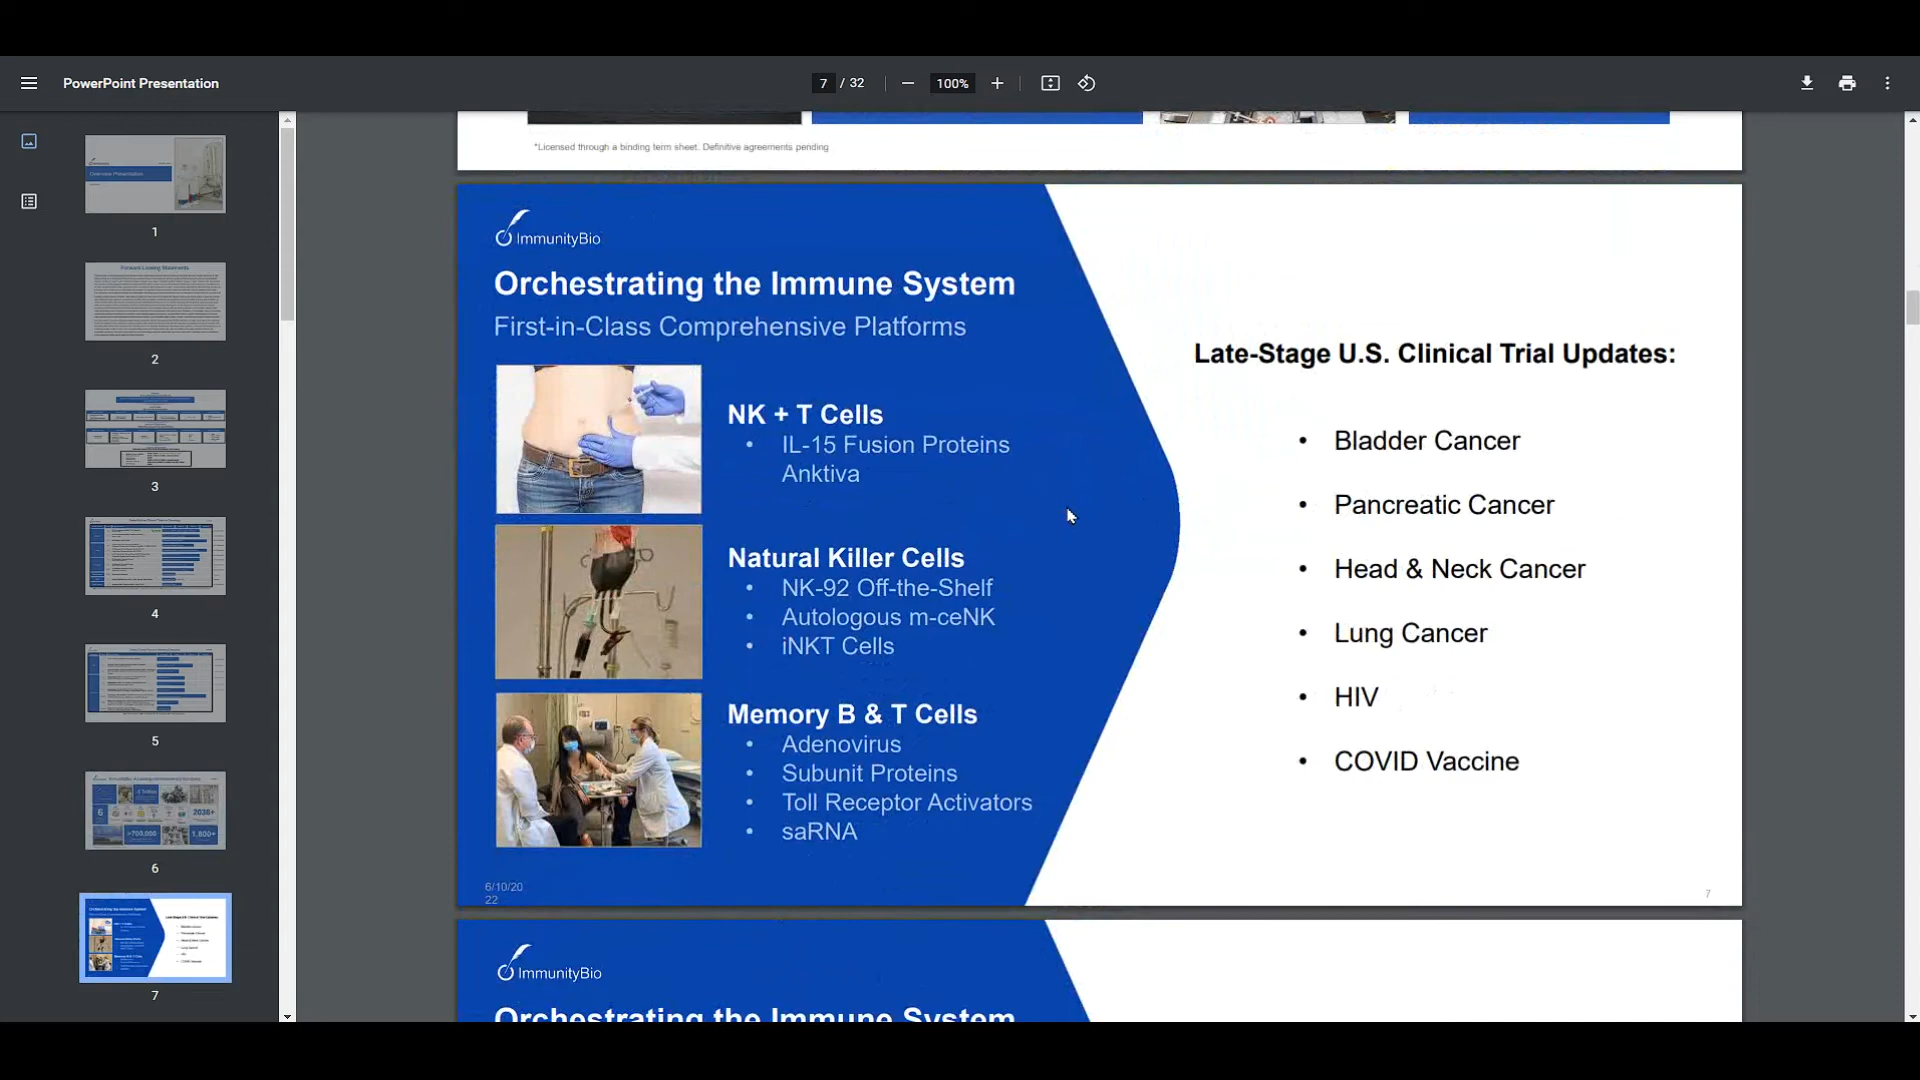 PowerPoint Presentation
7 / 32
100%
*Licensed through a binding term sheet. Definitive agreements pending
1
2
3
4
5
6
7
ImmunityBio
Orchestrating the Immune System
First-in-Class Comprehensive Platforms
NK + T Cells
• IL-15 Fusion Proteins
Anktiva
Natural Killer Cells
• NK-92 Off-the-Shelf
• Autologous m-ceNK
• iNKT Cells
Memory B & T Cells
• Adenovirus
• Subunit Proteins
• Toll Receptor Activators
• saRNA
6/10/20
22
Late-Stage U.S. Clinical Trial Updates:
• Bladder Cancer
• Pancreatic Cancer
• Head & Neck Cancer
• Lung Cancer
• HIV
• COVID Vaccine
7
ImmunityBio
Orchestrating the Immune System